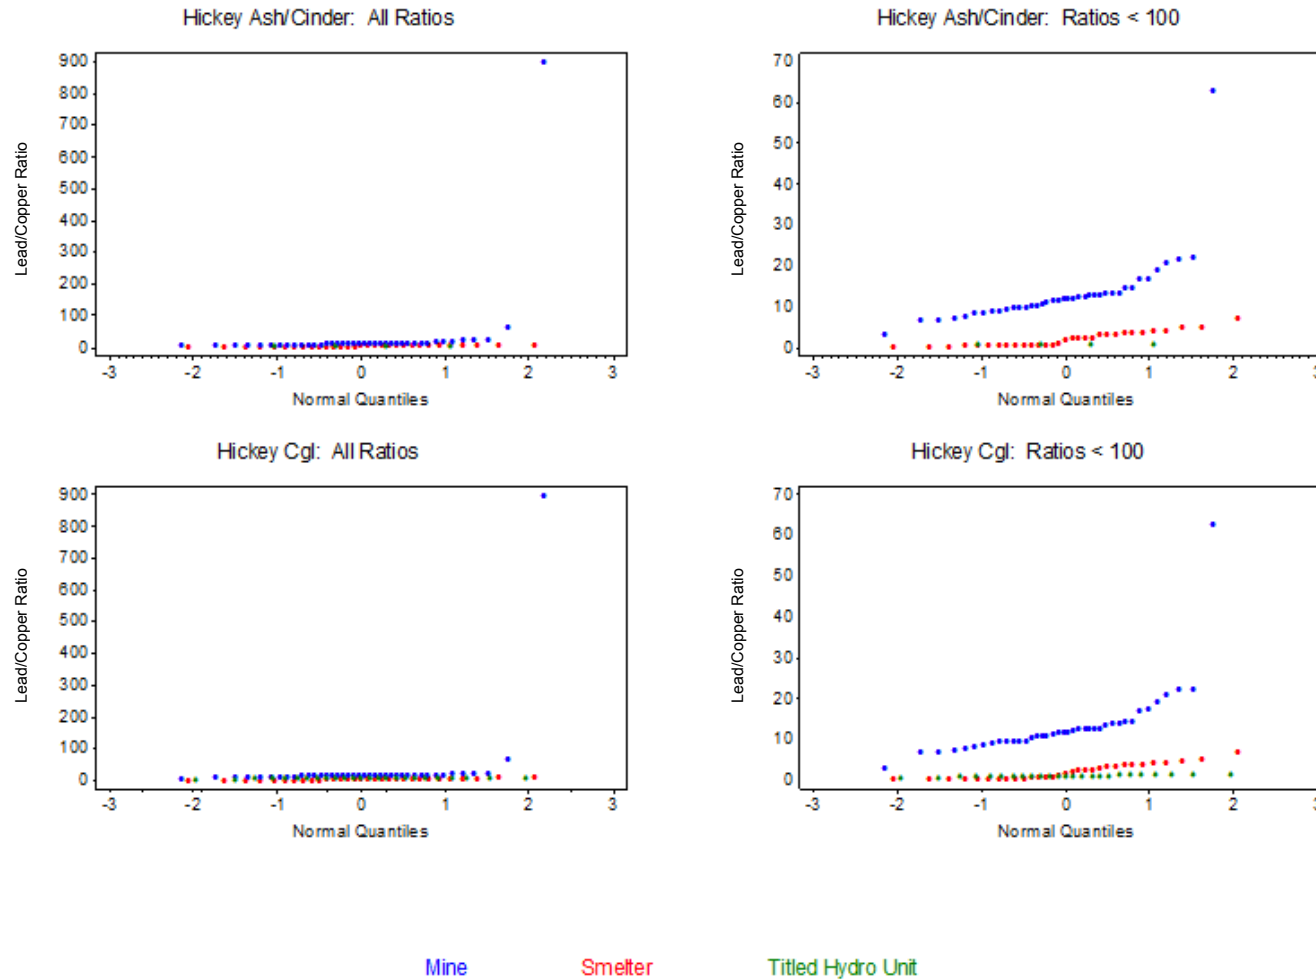 Hickey Ash/Cinder: All Ratios
Lead/Copper Ratio
900
800
700
600
500
400
300
200
100
0
-3 -2 -1 0 1 2 3
Normal Quantiles
Hickey Ash/Cinder: Ratios < 100
Lead/Copper Ratio
70
60
50
40
30
20
10
0
-3 -2 -1 0 1 2 3
Normal Quantiles
Hickey Cgl: All Ratios
Lead/Copper Ratio
900
800
700
600
500
400
300
200
100
0
-3 -2 -1 0 1 2 3
Normal Quantiles
Hickey Cgl: Ratios < 100
Lead/Copper Ratio
70
60
50
40
30
20
10
0
-3 -2 -1 0 1 2 3
Normal Quantiles
Mine Smelter Titled Hydro Unit